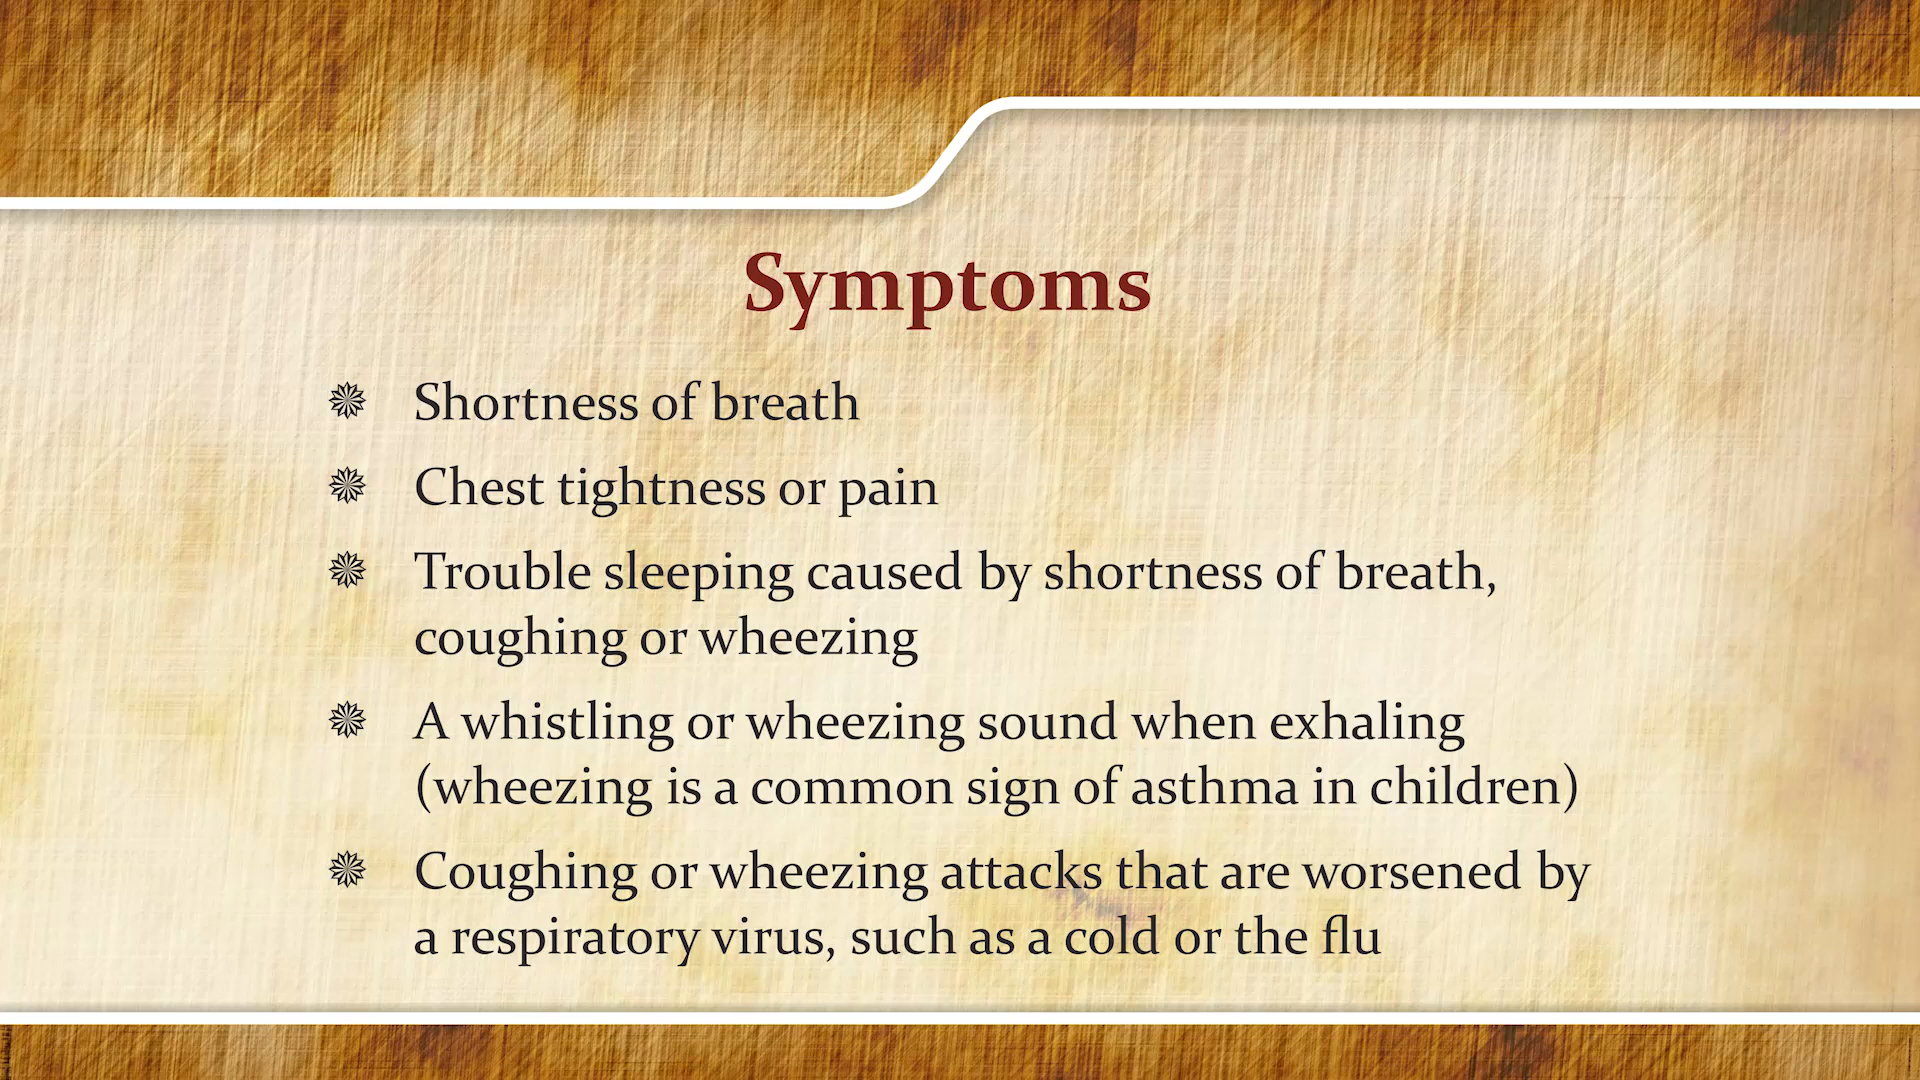 Symptoms
Shortness of breath
Chest tightness or pain
Trouble sleeping caused by shortness of breath,
coughing or wheezing
A whistling or wheezing sound when exhaling
(wheezing is a common sign of asthma in children)
Coughing or wheezing attacks that are worsened by
a respiratory virus, such as a cold or the flu